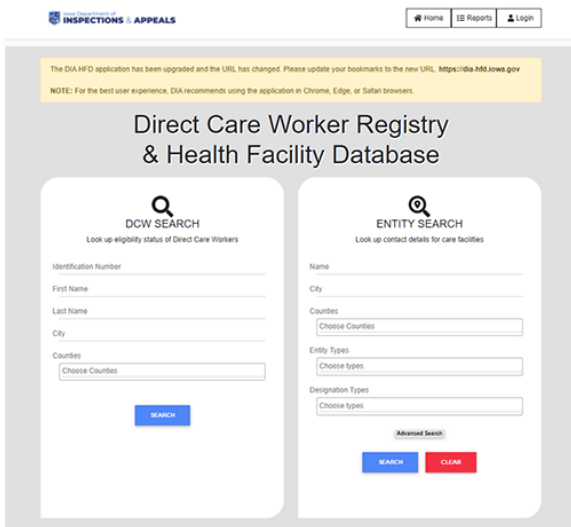 Iowa Department of
INSPECTIONS & APPEALS
Home
Reports
Login
The DIA HFD application has been upgraded and the URL has changed. Please update your bookmarks to the new URL, https://dia-hfd.iowa.gov
NOTE: For the best user experience, DIA recommends using the application in Chrome, Edge, or Safari browsers.
Direct Care Worker Registry
& Health Facility Database
DCW SEARCH
Look up eligibility status of Direct Care Workers
Identification Number
First Name
Last Name
City
Counties
Choose Counties
SEARCH
ENTITY SEARCH
Look up contact details for care facilities
Name
City
Counties
Choose Counties
Entity Types
Choose types
Designation Types
Choose types
Advanced Search
SEARCH
CLEAR